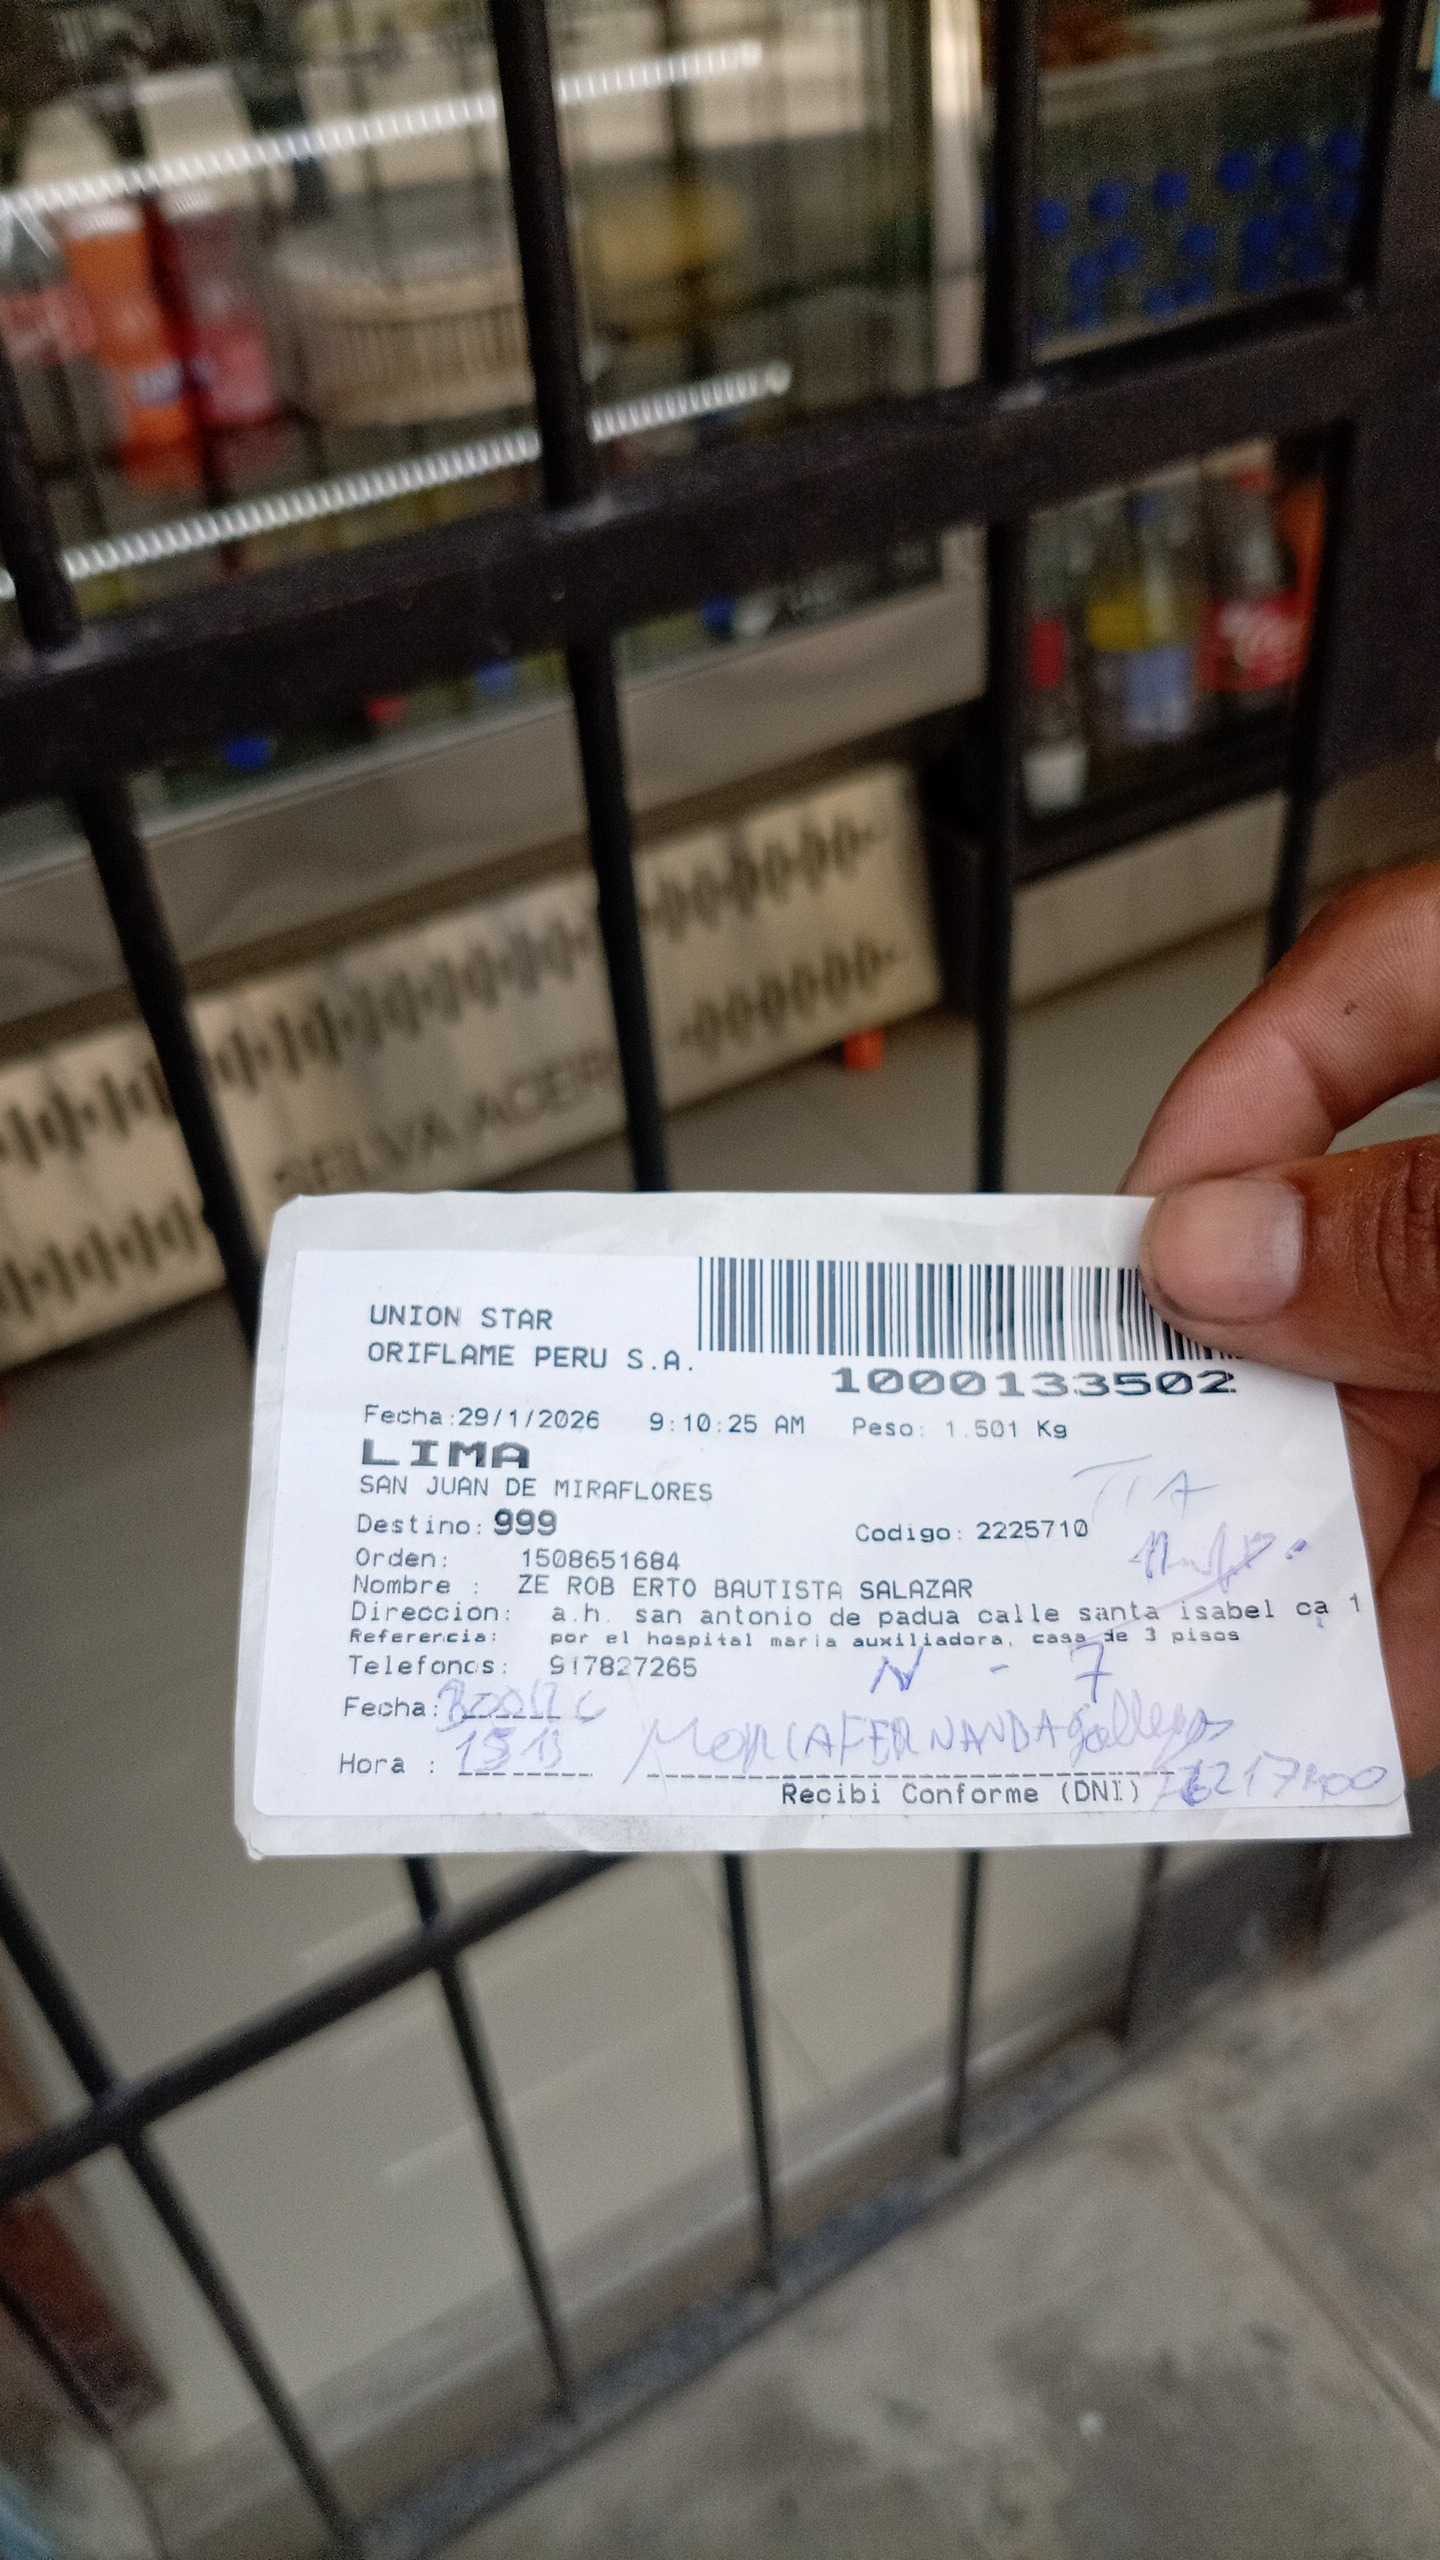 SELVA ACERO
UNION STAR
ORIFLAME PERU S.A.
1000133502
Fecha:29/1/2026 9:10:25 AM Peso: 1.501 Kg
LIMA
SAN JUAN DE MIRAFLORES
TIA
Destino: 999 Codigo: 2225710
Orden: 1508651684
Nombre : ZE ROB ERTO BAUTISTA SALAZAR
Direccion: a.h. san antonio de padua calle santa isabel ca 1
Referencia: por el hospital maria auxiliadora, casa de 3 pisos
Telefonos: 917827265 N - 7
Fecha:
Hora : 1513 FERNANDA Gallegos
Recibi Conforme (DNI)